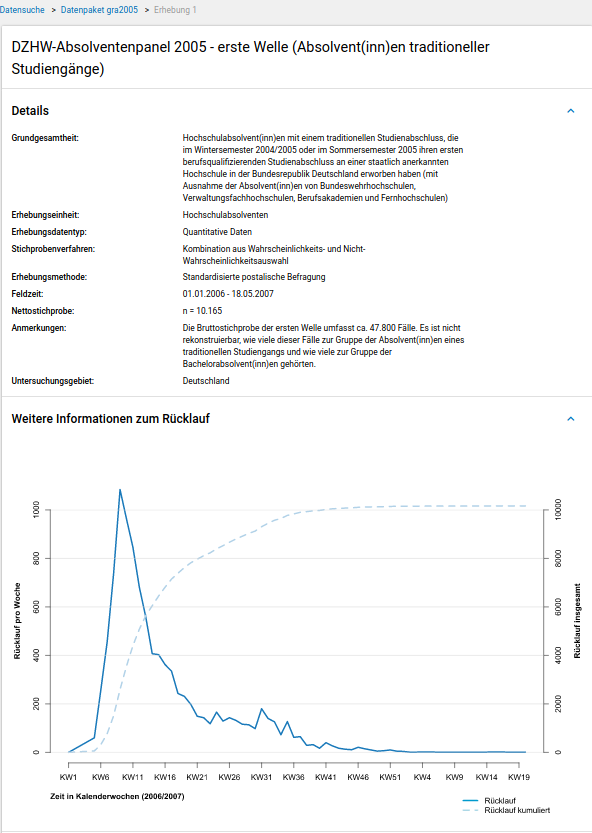 Datensuche > Datenpaket gra2005 > Erhebung 1
DZHW-Absolventenpanel 2005 - erste Welle (Absolvent(inn)en traditioneller
Studiengänge)
Details
Grundgesamtheit: Hochschulabsolvent(inn)en mit einem traditionellen Studienabschluss, die
im Wintersemester 2004/2005 oder im Sommersemester 2005 ihren ersten
berufsqualifizierenden Studienabschluss an einer staatlich anerkannten
Hochschule in der Bundesrepublik Deutschland erworben haben (mit
Ausnahme der Absolvent(inn)en von Bundeswehrhochschulen,
Verwaltungsfachhochschulen, Berufsakademien und Fernhochschulen)
Erhebungseinheit: Hochschulabsolventen
Erhebungsdatentyp: Quantitative Daten
Stichprobenverfahren: Kombination aus Wahrscheinlichkeits- und Nicht-
Wahrscheinlichkeitsauswahl
Erhebungsmethode: Standardisierte postalische Befragung
Feldzeit: 01.01.2006 - 18.05.2007
Nettostichprobe: n = 10.165
Anmerkungen: Die Bruttostichprobe der ersten Welle umfasst ca. 47.800 Fälle. Es ist nicht
rekonstruierbar, wie viele dieser Fälle zur Gruppe der Absolvent(inn)en eines
traditionellen Studiengangs und wie viele zur Gruppe der
Bachelorabsolvent(inn)en gehörten.
Untersuchungsgebiet: Deutschland
Weitere Informationen zum Rücklauf
Rücklauf pro Woche
1000
800
600
400
200
0
Rücklauf insgesamt
10000
8000
6000
4000
2000
0
KW1 KW6 KW11 KW16 KW21 KW26 KW31 KW36 KW41 KW46 KW51 KW4 KW9 KW14 KW19
Zeit in Kalenderwochen (2006/2007)
Rücklauf
Rücklauf kumuliert